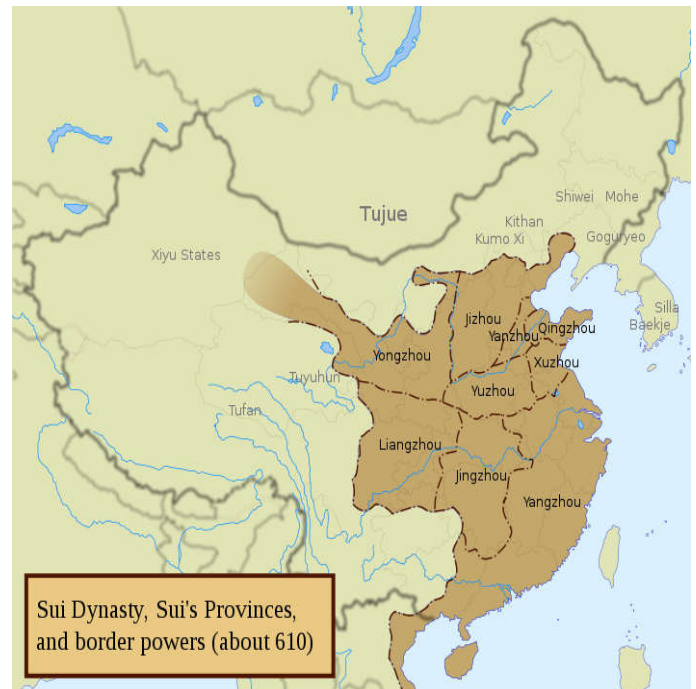 Tujue
Shiwei Mohe
Kithan
Kumo Xi
Goguryeo
Xiyu States
Silla
Baekje
Jizhou
Yanzhou
Qingzhou
Yongzhou
Xuzhou
Tuyuhun
Yuzhou
Tufan
Liangzhou
Jingzhou
Yangzhou
Sui Dynasty, Sui's Provinces,
and border powers (about 610)